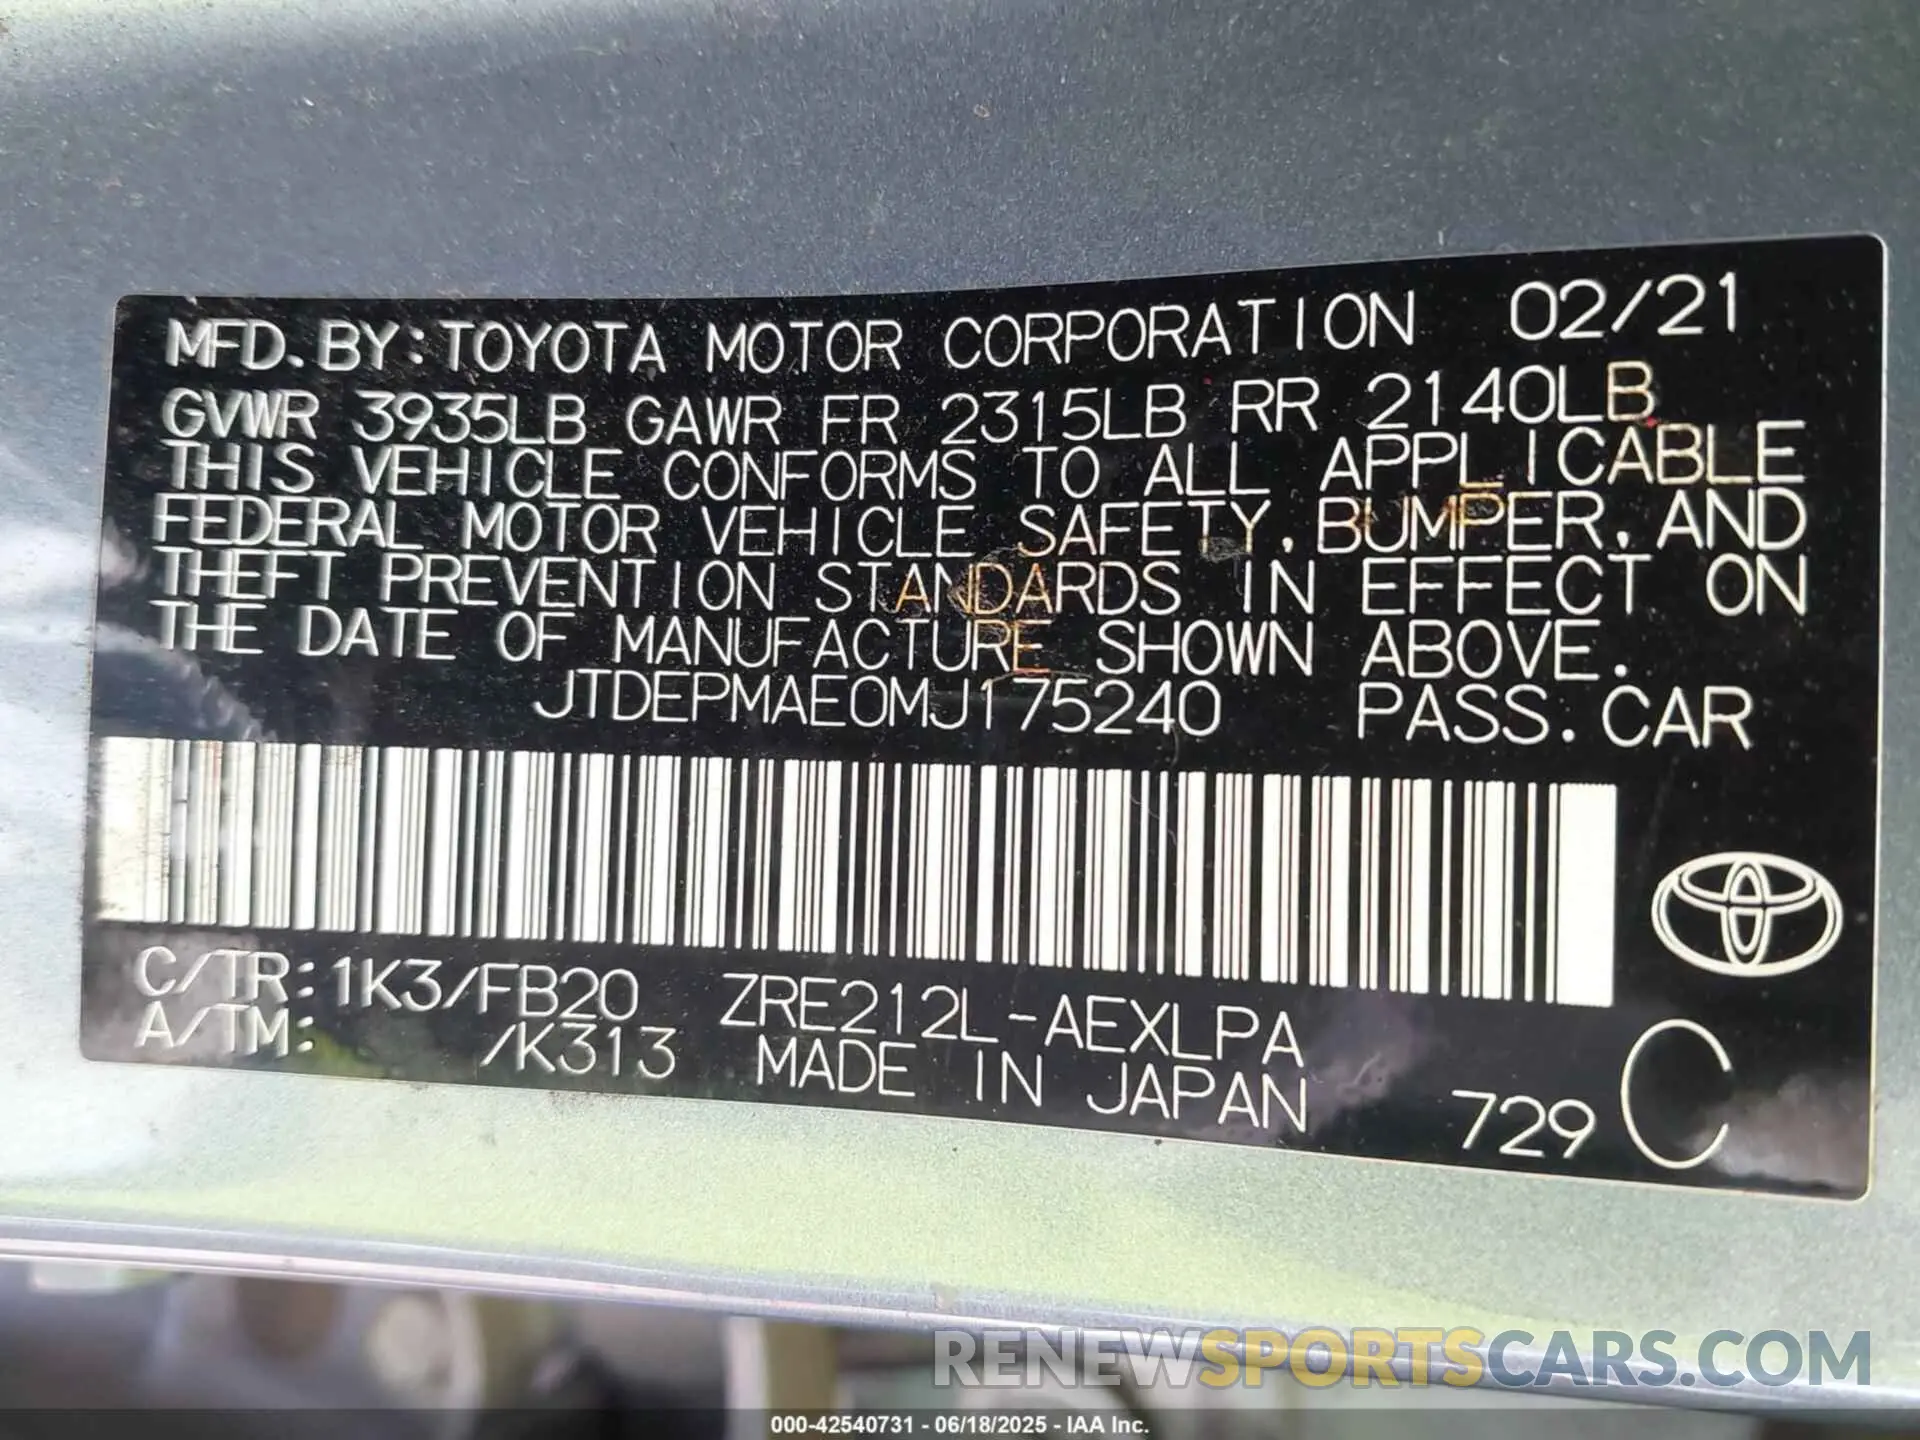 MFD. BY: TOYOTA MOTOR CORPORATION 02/21
GVWR 3935LB GAWR FR 2315LB RR 2140LB
THIS VEHICLE CONFORMS TO ALL APPLICABLE
FEDERAL MOTOR VEHICLE SAFETY, BUMPER, AND
THEFT PREVENTION STANDARDS IN EFFECT ON
THE DATE OF MANUFACTURE SHOWN ABOVE.
JTDEPMAE0MJ175240 PASS. CAR
C/TR: 1K3/FB20 ZRE212L-AEXLPA
A/TM: /K313 MADE IN JAPAN 729 C
RENEWSPORTSCARS.COM
000-42540731 - 06/18/2025 - IAA Inc.